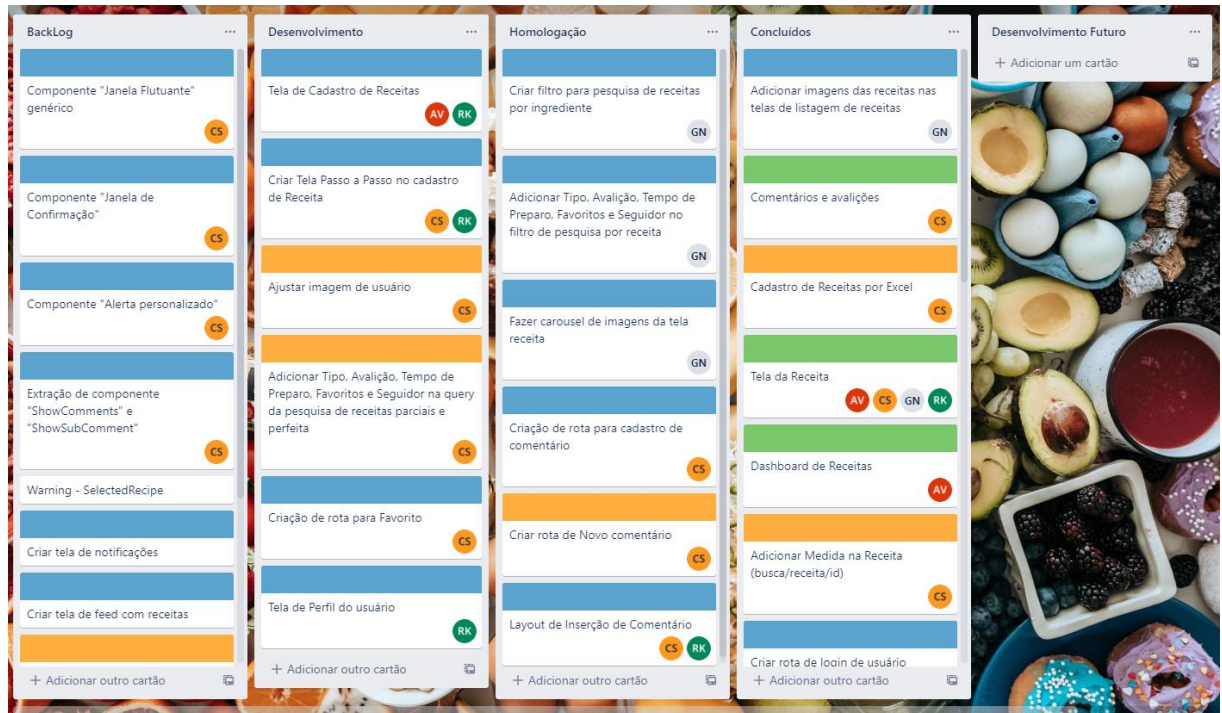 BackLog
Componente "Janela Flutuante"
genérico
CS
Componente "Janela de
Confirmação"
CS
Componente "Alerta personalizado"
CS
Extração de componente
"ShowComments" e
"ShowSubComment"
CS
Warning - SelectedRecipe
Criar tela de notificações
Criar tela de feed com receitas
+ Adicionar outro cartão
Desenvolvimento
Tela de Cadastro de Receitas
AV RK
Criar Tela Passo a Passo no cadastro
de Receita
CS RK
Ajustar imagem de usuário
CS
Adicionar Tipo, Avalição, Tempo de
Preparo, Favoritos e Seguidor na query
da pesquisa de receitas parciais e
perfeita
CS
Criação de rota para Favorito
CS
Tela de Perfil do usuário
RK
+ Adicionar outro cartão
Homologação
Criar filtro para pesquisa de receitas
por ingrediente
GN
Adicionar Tipo, Avalição, Tempo de
Preparo, Favoritos e Seguidor no
filtro de pesquisa por receita
GN
Fazer carousel de imagens da tela
receita
GN
Criação de rota para cadastro de
comentário
CS
Criar rota de Novo comentário
CS
Layout de Inserção de Comentário
CS RK
+ Adicionar outro cartão
Concluídos
Adicionar imagens das receitas nas
telas de listagem de receitas
GN
Comentários e avalições
CS
Cadastro de Receitas por Excel
CS
Tela da Receita
AV CS GN RK
Dashboard de Receitas
AV
Adicionar Medida na Receita
(busca/receita/id)
CS
Criar rota de login de usuário
+ Adicionar outro cartão
Desenvolvimento Futuro
+ Adicionar um cartão